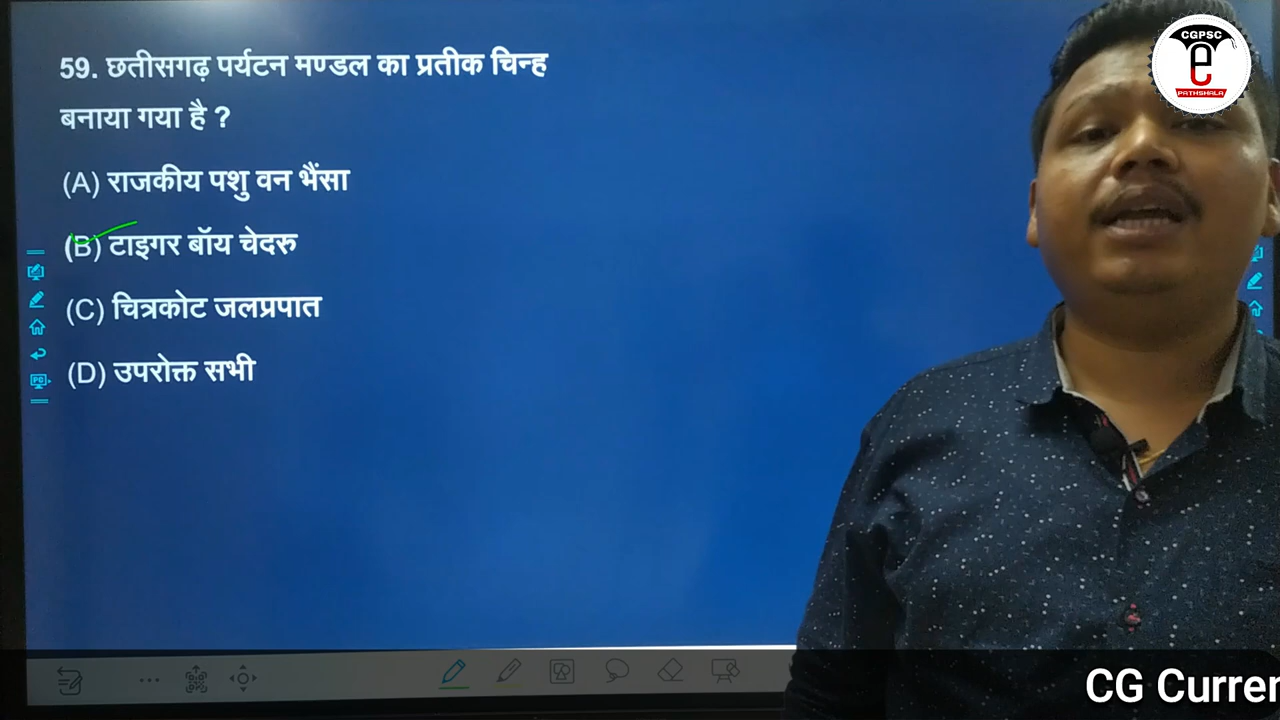 CGPSC
e
PATHSHALA
59. छतीसगढ़ पर्यटन मण्डल का प्रतीक चिन्ह
बनाया गया है ?
(A) राजकीय पशु वन भैंसा
(B) टाइगर बॉय चेदरु
(C) चित्रकोट जलप्रपात
(D) उपरोक्त सभी
CG Curren